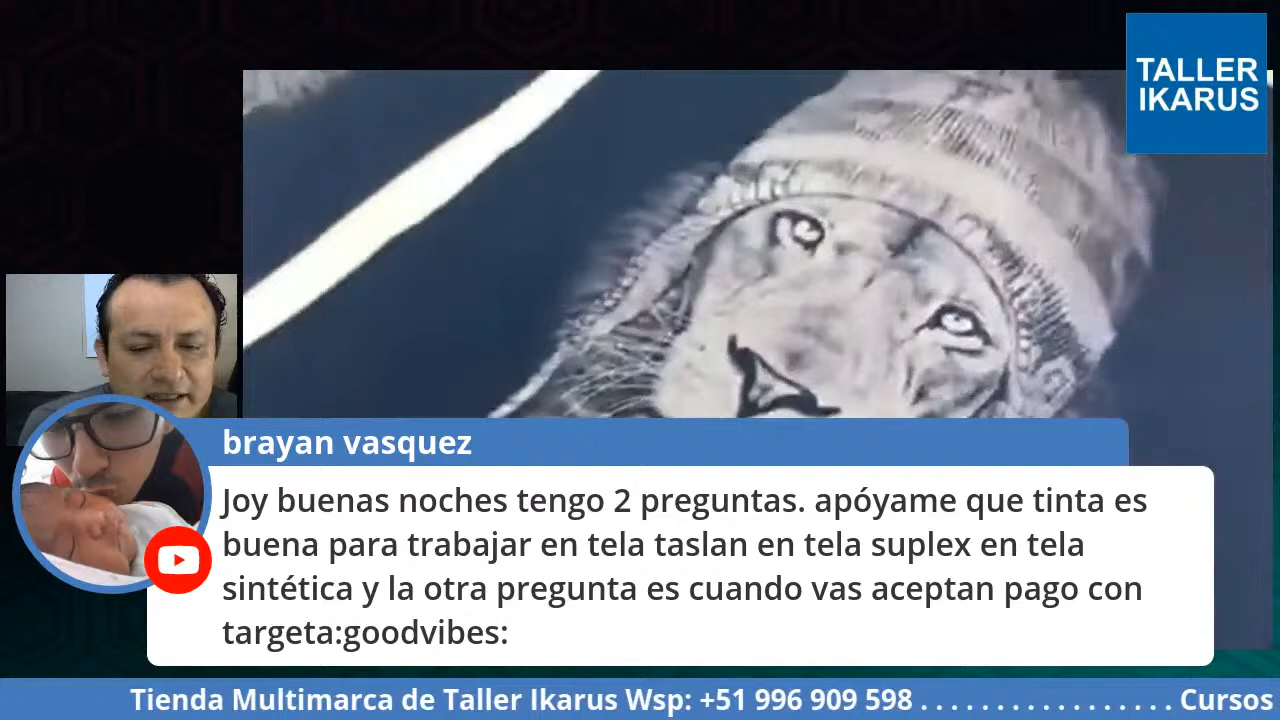 TALLER
IKARUS
brayan vasquez
Joy buenas noches tengo 2 preguntas. apóyame que tinta es
buena para trabajar en tela taslan en tela suplex en tela
sintética y la otra pregunta es cuando vas aceptan pago con
targeta:goodvibes:
Tienda Multimarca de Taller Ikarus Wsp: +51 996 909 598 . . . . . . . . . . . . . . . . . Cursos